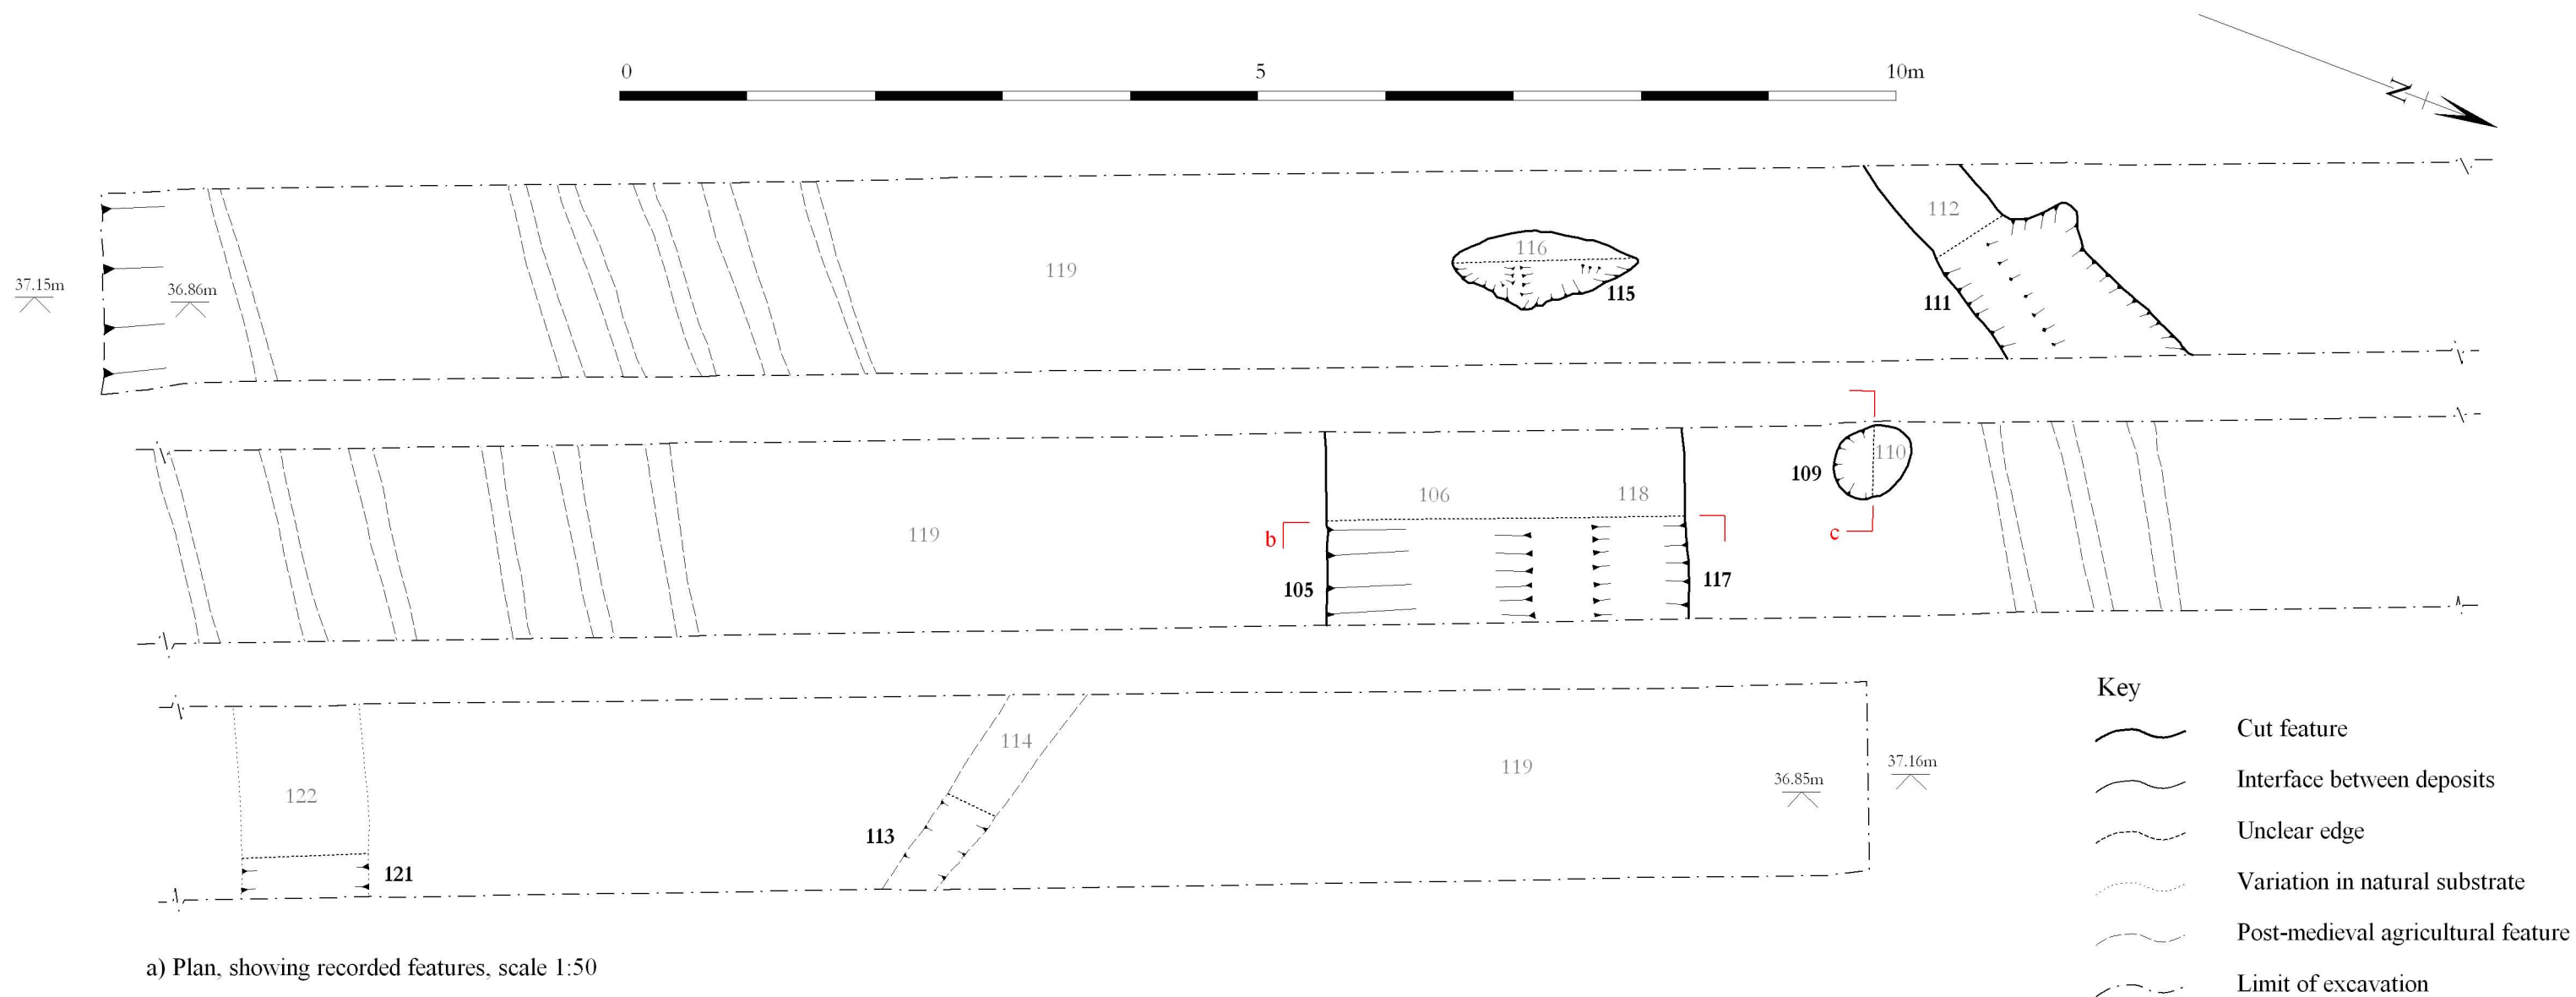 0 5 10m
N
37.15m
36.86m
119
116
115
112
111
119
106
118
b
105
117
109
110
c
122
121
114
113
119
36.85m
37.16m
Key
Cut feature
Interface between deposits
Unclear edge
Variation in natural substrate
Post-medieval agricultural feature
Limit of excavation
a) Plan, showing recorded features, scale 1:50